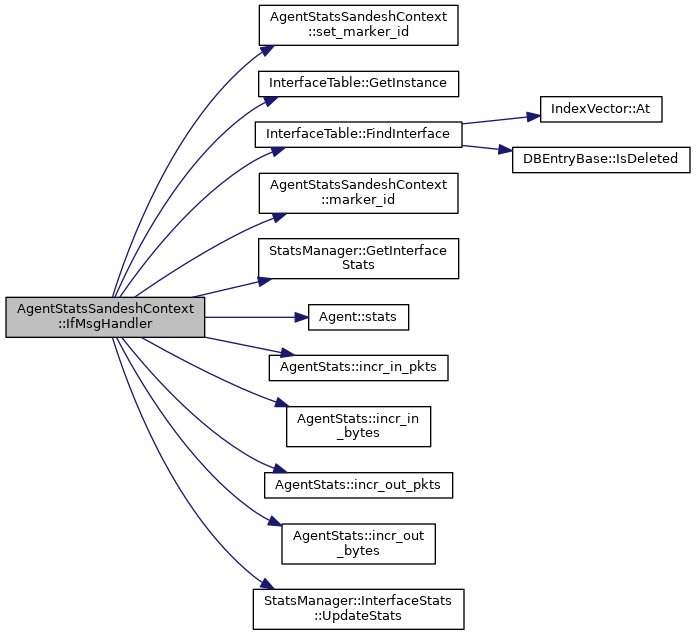 AgentStatsSandeshContext
::IfMsgHandler
AgentStatsSandeshContext
::set_marker_id
InterfaceTable::GetInstance
InterfaceTable::FindInterface
IndexVector::At
DBEntryBase::IsDeleted
AgentStatsSandeshContext
::marker_id
StatsManager::GetInterface
Stats
Agent::stats
AgentStats::incr_in_pkts
AgentStats::incr_in
_bytes
AgentStats::incr_out_pkts
AgentStats::incr_out
_bytes
StatsManager::InterfaceStats
::UpdateStats